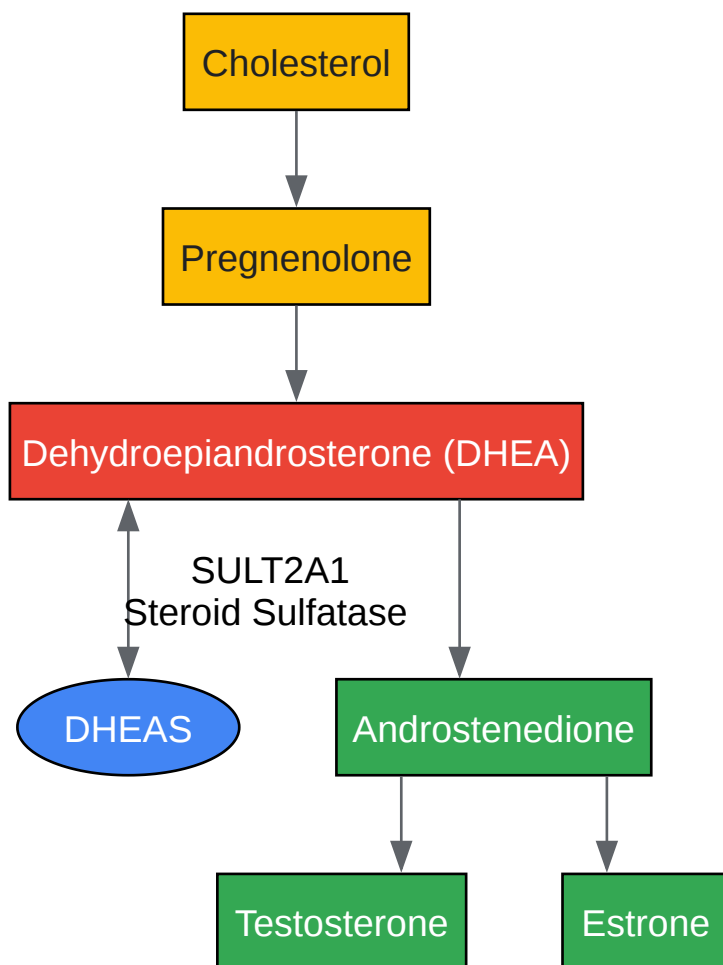 Cholesterol
Pregnenolone
Dehydroepiandrosterone (DHEA)
SULT2A1
Steroid Sulfatase
DHEAS
Androstenedione
Testosterone
Estrone